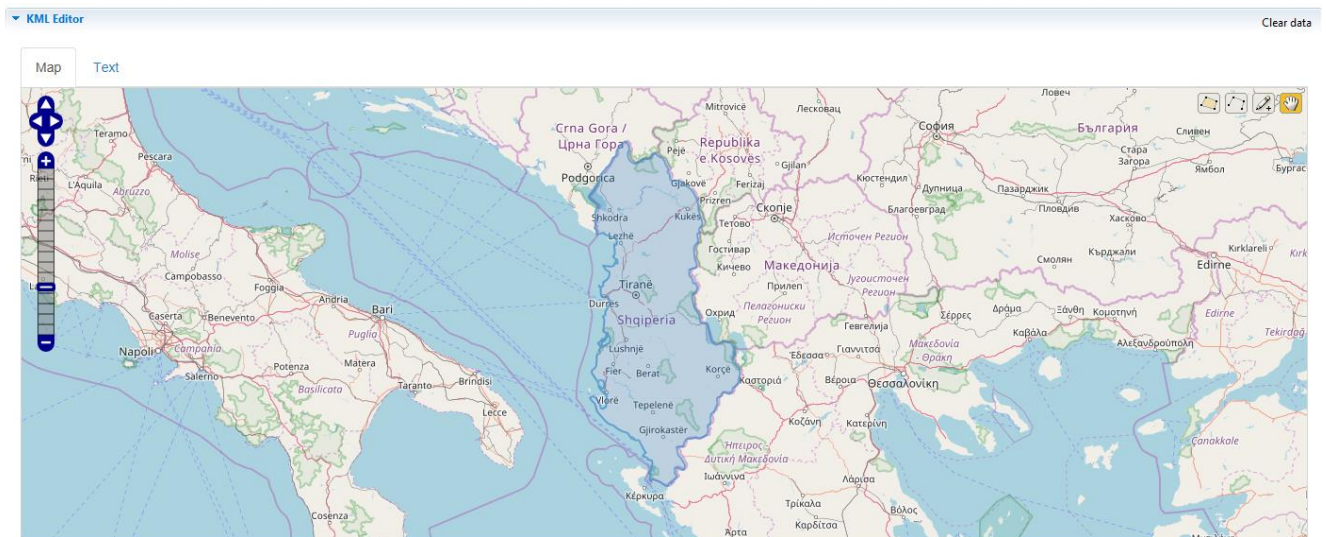 KML Editor
Clear data
Map
Text
Mitrovicë
Лесковац
Ловеч
Teramo
Crna Gora /
Црна Гора
Republika
e Kosovës
София
България
Сливен
Pescara
Pejë
Gjilan
Стара
Загора
Ямбол
Бургас
L'Aquila
Abruzzo
Podgorica
Gjakovë
Ferizaj
Кюстендил
Дупница
Пазарджик
Prizren
Скопје
Shkodra
Kukës
Тетово
Благоевград
Пловдив
Хасково
Lezhë
Гостивар
Источен Регион
Кърджали
Kırklareli
Molise
Кичево
Македонија
Смолян
Edirne
Campobasso
Foggia
Tiranë
Прилеп
Југоисточен
Регион
Andria
Bari
Durrës
Охрид
Пелагониски
Регион
Σέρρες
Δράμα
Ξάνθη
Κομοτηνή
Edirne
Caserta
Benevento
Shqipëria
Гевгелија
Καβάλα
Tekirdağ
Puglia
Μακεδονία
Θράκη
Αλεξανδρούπολη
Napoli
Campania
Lushnjë
Έδεσσα
Γιαννιτσά
Potenza
Matera
Fier
Berat
Korçë
Salerno
Basilicata
Taranto
Brindisi
Καστοριά
Βέροια
Θεσσαλονίκη
Vlorë
Tepelenë
Lecce
Gjirokastër
Κοζάνη
Κατερίνη
Ήπειρος
Δυτική Μακεδονία
Çanakkale
Ιωάννινα
Λάρισα
Κέρκυρα
Τρίκαλα
Βόλος
Cosenza
Καρδίτσα
Άρτα